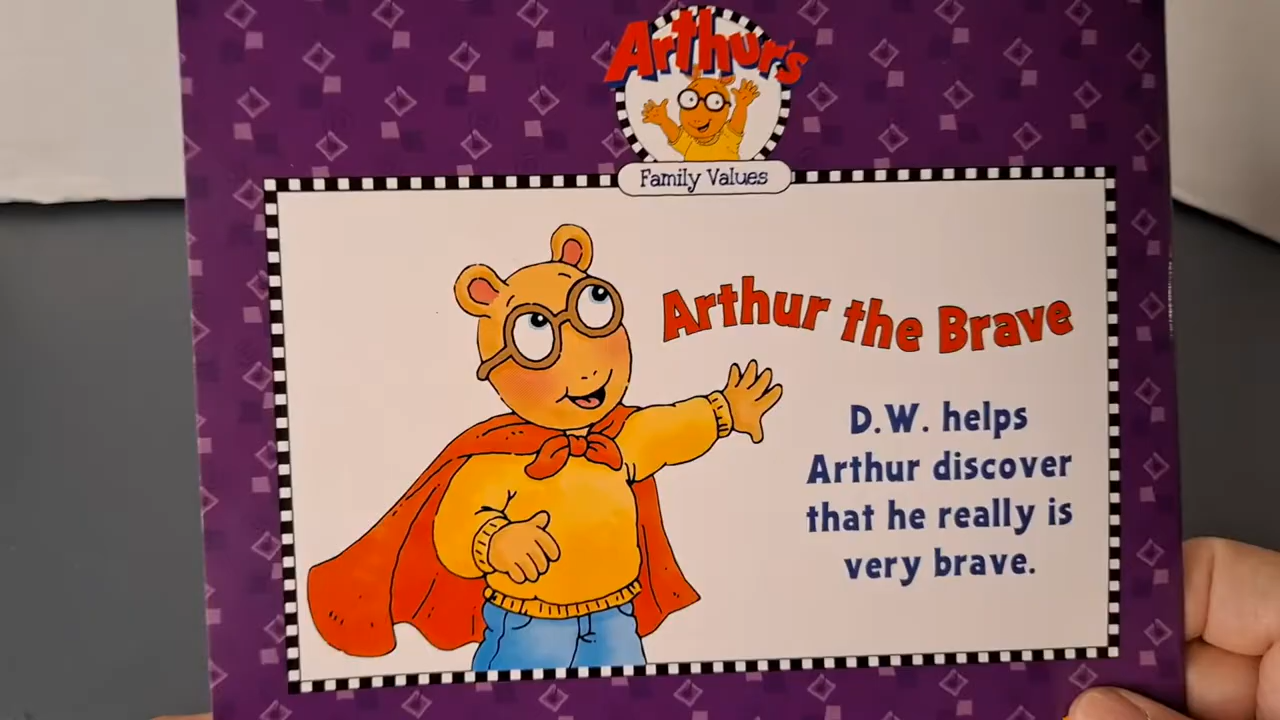 Arthur's
Family Values
Arthur the Brave
D.W. helps
Arthur discover
that he really is
very brave.